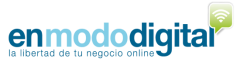 enmododigital
la libertad de tu negocio online